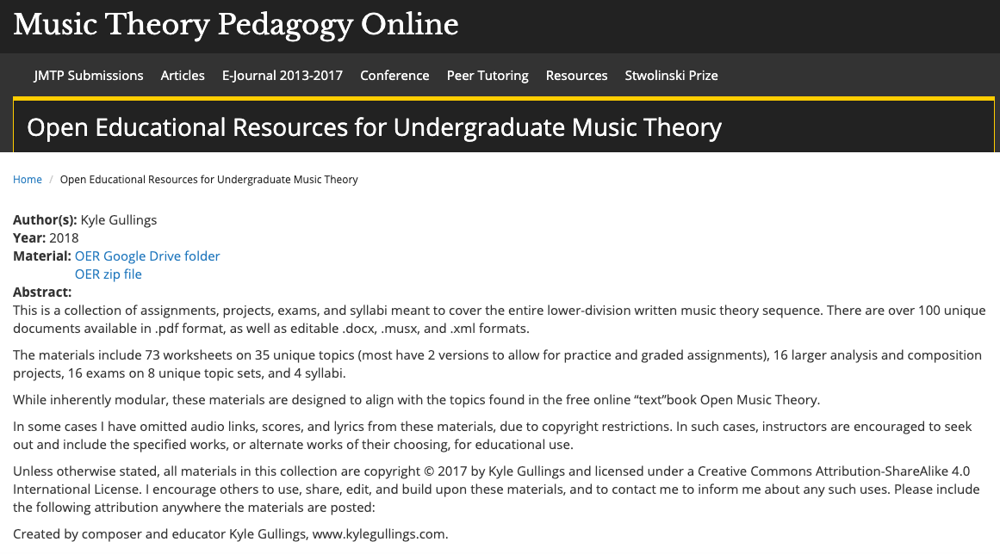 Music Theory Pedagogy Online
JMTP Submissions Articles E-Journal 2013-2017 Conference Peer Tutoring Resources Stwolinski Prize
Open Educational Resources for Undergraduate Music Theory
Home / Open Educational Resources for Undergraduate Music Theory
Author(s): Kyle Gullings
Year: 2018
Material: OER Google Drive folder
OER zip file
Abstract:
This is a collection of assignments, projects, exams, and syllabi meant to cover the entire lower-division written music theory sequence. There are over 100 unique
documents available in .pdf format, as well as editable .docx, .musx, and .xml formats.
The materials include 73 worksheets on 35 unique topics (most have 2 versions to allow for practice and graded assignments), 16 larger analysis and composition
projects, 16 exams on 8 unique topic sets, and 4 syllabi.
While inherently modular, these materials are designed to align with the topics found in the free online “text”book Open Music Theory.
In some cases I have omitted audio links, scores, and lyrics from these materials, due to copyright restrictions. In such cases, instructors are encouraged to seek
out and include the specified works, or alternate works of their choosing, for educational use.
Unless otherwise stated, all materials in this collection are copyright © 2017 by Kyle Gullings and licensed under a Creative Commons Attribution-ShareAlike 4.0
International License. I encourage others to use, share, edit, and build upon these materials, and to contact me to inform me about any such uses. Please include
the following attribution anywhere the materials are posted:
Created by composer and educator Kyle Gullings, www.kylegullings.com.